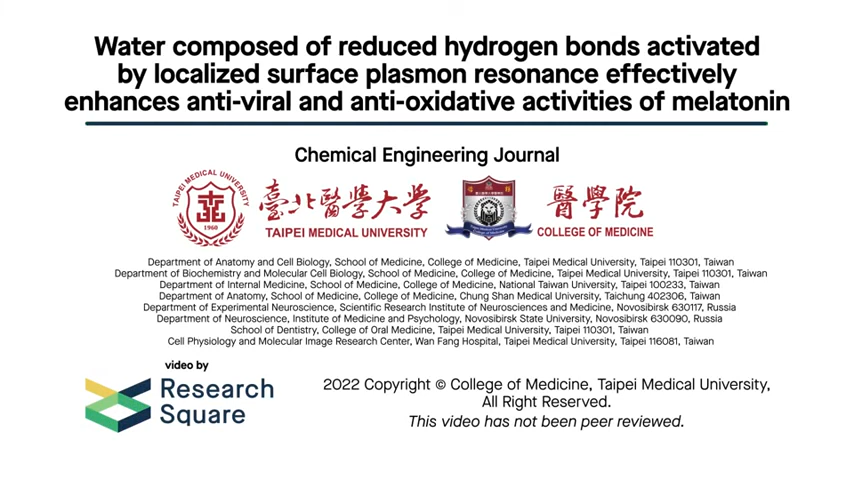 Water composed of reduced hydrogen bonds activated
by localized surface plasmon resonance effectively
enhances anti-viral and anti-oxidative activities of melatonin
Chemical Engineering Journal
TAIPEI MEDICAL UNIVERSITY
1960
臺北醫學大學
TAIPEI MEDICAL UNIVERSITY
醫學院
COLLEGE OF MEDICINE
Department of Anatomy and Cell Biology, School of Medicine, College of Medicine, Taipei Medical University, Taipei 110301, Taiwan
Department of Biochemistry and Molecular Cell Biology, School of Medicine, College of Medicine, Taipei Medical University, Taipei 110301, Taiwan
Department of Internal Medicine, School of Medicine, College of Medicine, National Taiwan University, Taipei 100233, Taiwan
Department of Anatomy, School of Medicine, College of Medicine, Chung Shan Medical University, Taichung 402306, Taiwan
Department of Experimental Neuroscience, Scientific Research Institute of Neurosciences and Medicine, Novosibirsk 630117, Russia
Department of Neuroscience, Institute of Medicine and Psychology, Novosibirsk State University, Novosibirsk 630090, Russia
School of Dentistry, College of Oral Medicine, Taipei Medical University, Taipei 110301, Taiwan
Cell Physiology and Molecular Image Research Center, Wan Fang Hospital, Taipei Medical University, Taipei 116081, Taiwan
video by
Research
Square
2022 Copyright © College of Medicine, Taipei Medical University,
All Right Reserved.
This video has not been peer reviewed.